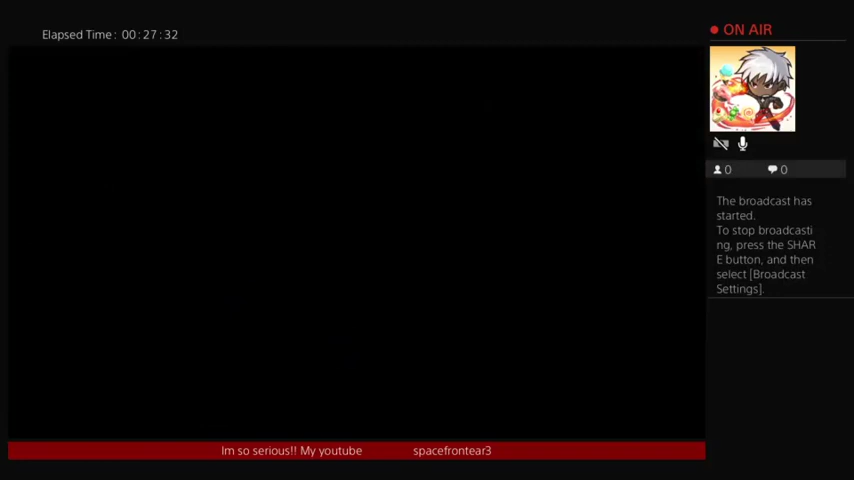 Elapsed Time: 00:27:32
ON AIR
0 0
The broadcast has
started.
To stop broadcasti
ng, press the SHAR
E button, and then
select [Broadcast
Settings].
Im so serious!! My youtube spacefrontear3